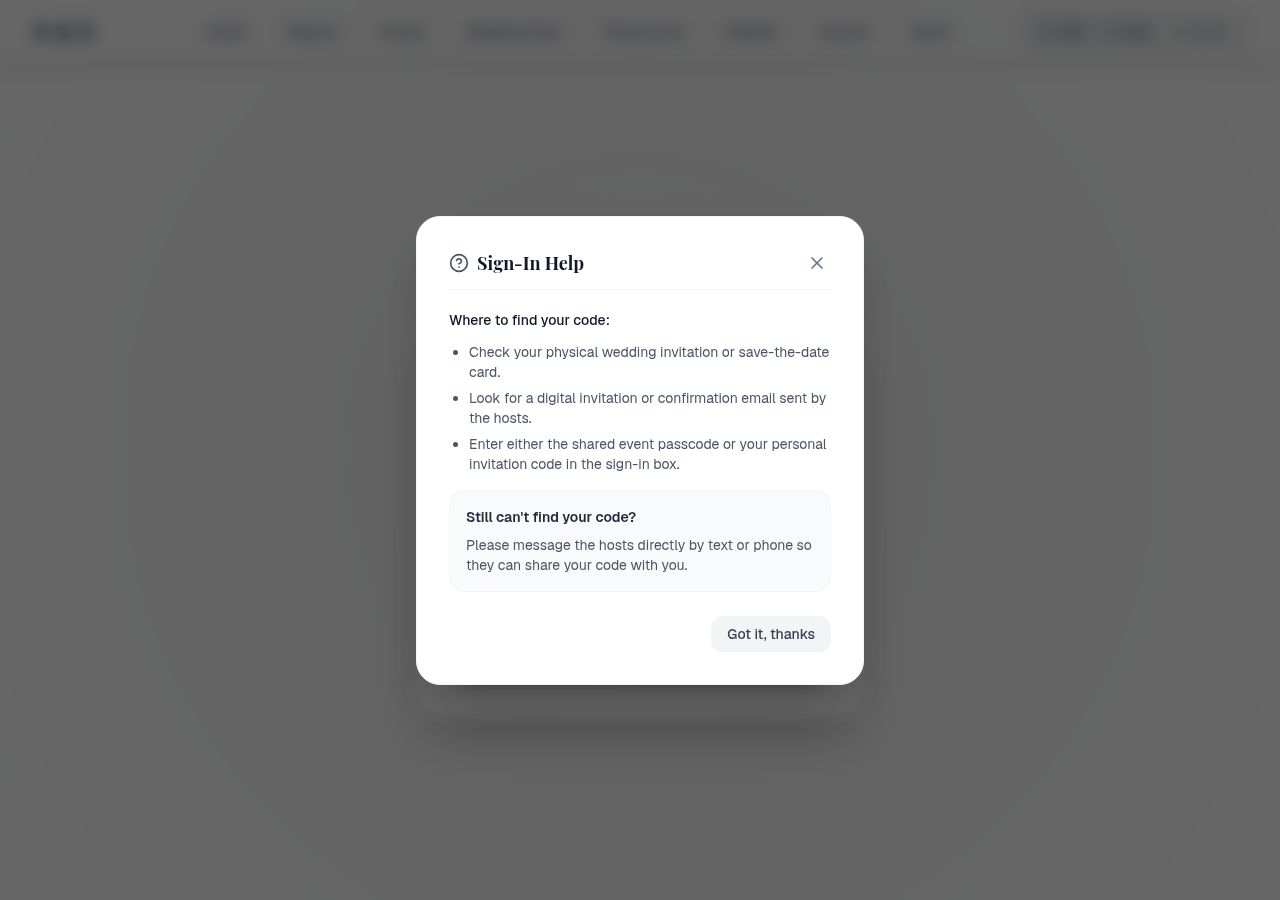 Sign-In Help
Where to find your code:
Check your physical wedding invitation or save-the-date
card.
Look for a digital invitation or confirmation email sent by
the hosts.
Enter either the shared event passcode or your personal
invitation code in the sign-in box.
Still can't find your code?
Please message the hosts directly by text or phone so
they can share your code with you.
Got it, thanks